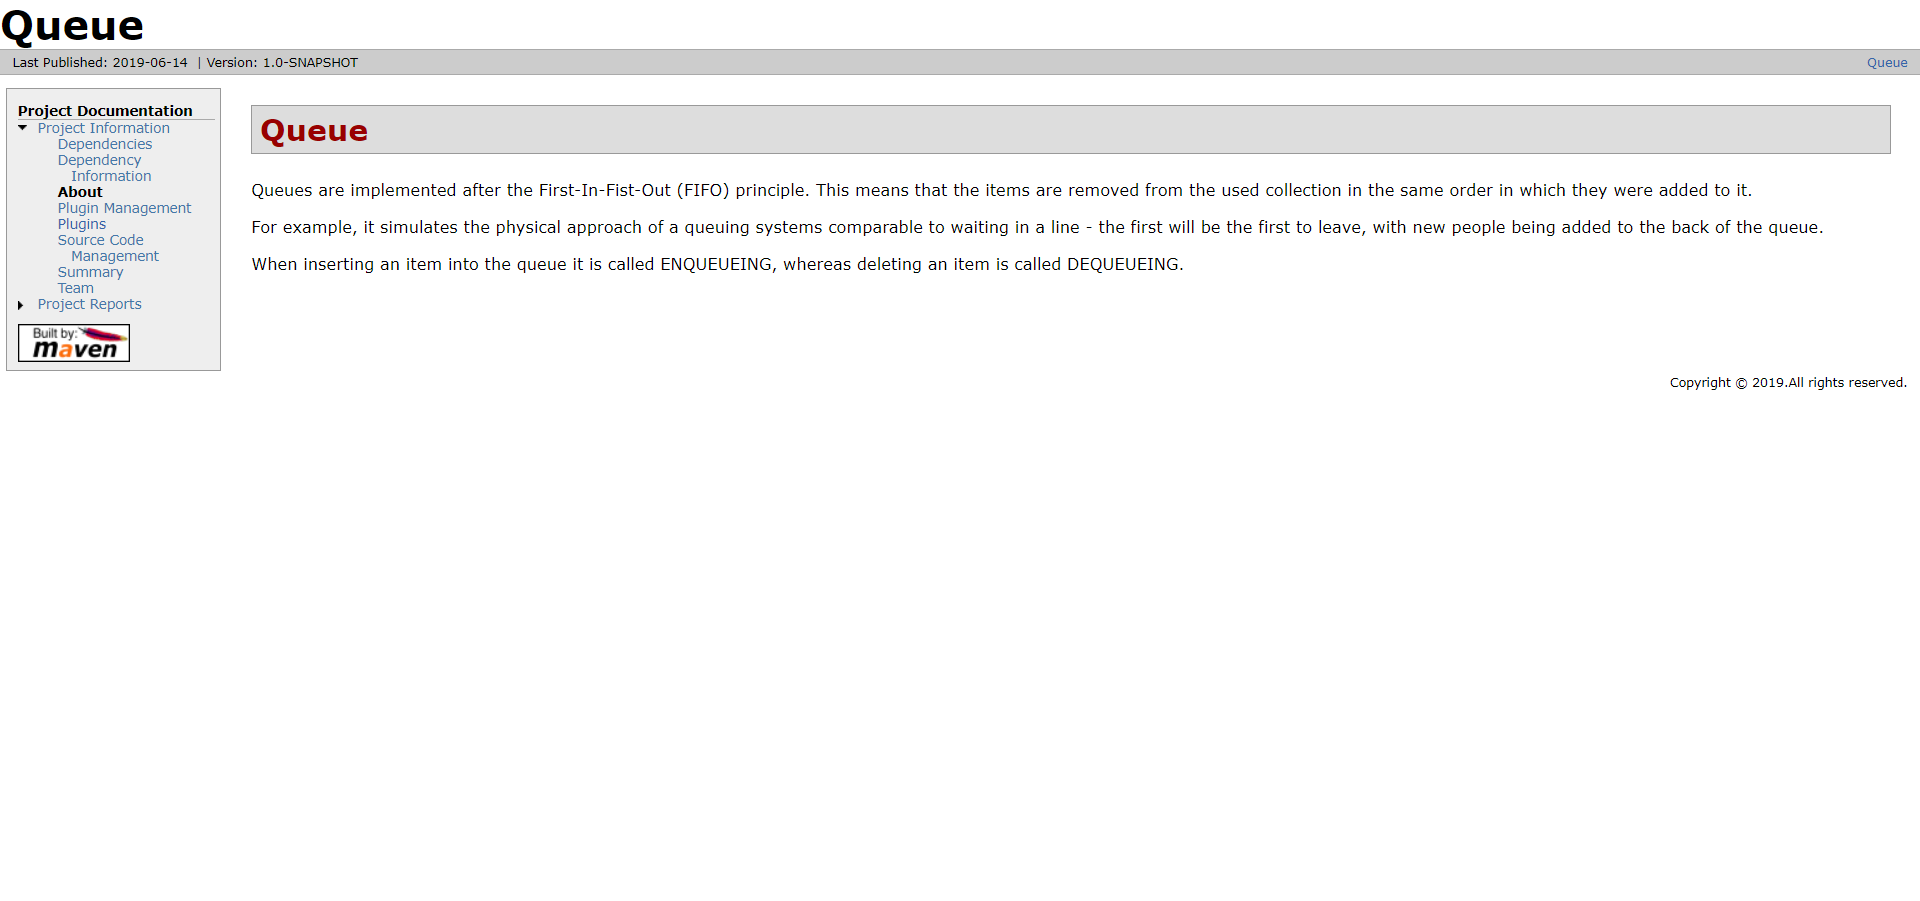 Queue
Last Published: 2019-06-14 | Version: 1.0-SNAPSHOT
Queue
Project Documentation
Project Information
Dependencies
Dependency
Information
About
Plugin Management
Plugins
Source Code
Management
Summary
Team
Project Reports
Built by:
maven
Queue
Queues are implemented after the First-In-Fist-Out (FIFO) principle. This means that the items are removed from the used collection in the same order in which they were added to it.
For example, it simulates the physical approach of a queuing systems comparable to waiting in a line - the first will be the first to leave, with new people being added to the back of the queue.
When inserting an item into the queue it is called ENQUEUEING, whereas deleting an item is called DEQUEUEING.
Copyright © 2019.All rights reserved.